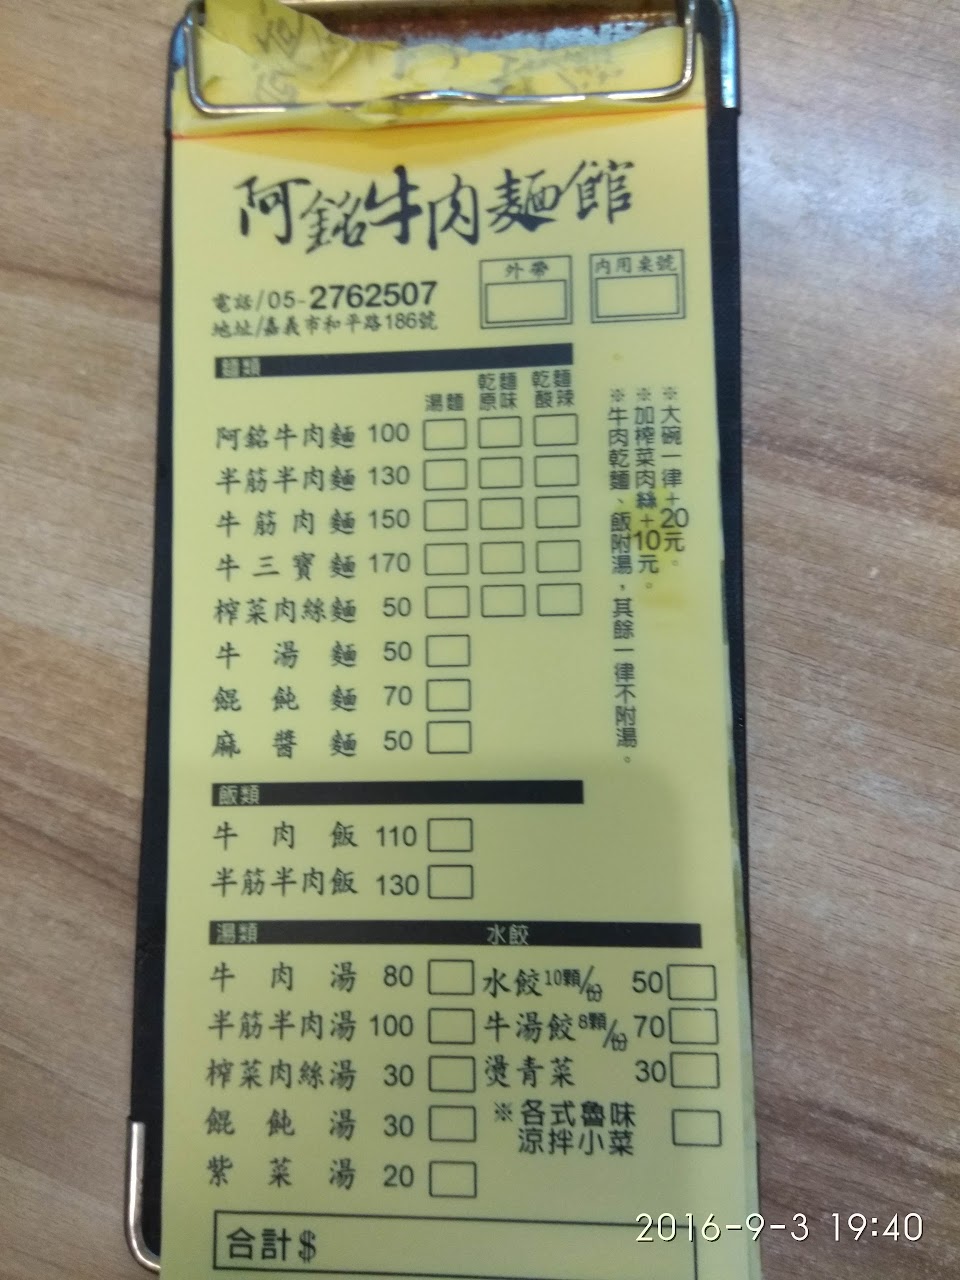 阿銘牛肉麵館
外帶
內用桌號
電話/05-2762507
地址/嘉義市和平路186號
麵類
湯麵 乾麵原味 乾麵酸辣
阿銘牛肉麵 100
半筋半肉麵 130
牛筋肉麵 150
牛三寶麵 170
榨菜肉絲麵 50
牛湯麵 50
餛飩麵 70
麻醬麵 50
※大碗一律+20元。
※加榨菜肉絲+10元。
※牛肉乾麵、飯附湯，其餘一律不附湯。
飯類
牛肉飯 110
半筋半肉飯 130
湯類
牛肉湯 80
半筋半肉湯 100
榨菜肉絲湯 30
餛飩湯 30
紫菜湯 20
水餃
水餃10顆/份 50
牛湯餃8顆/份 70
燙青菜 30
※各式魯味
涼拌小菜
合計$
2016-9-3 19:40